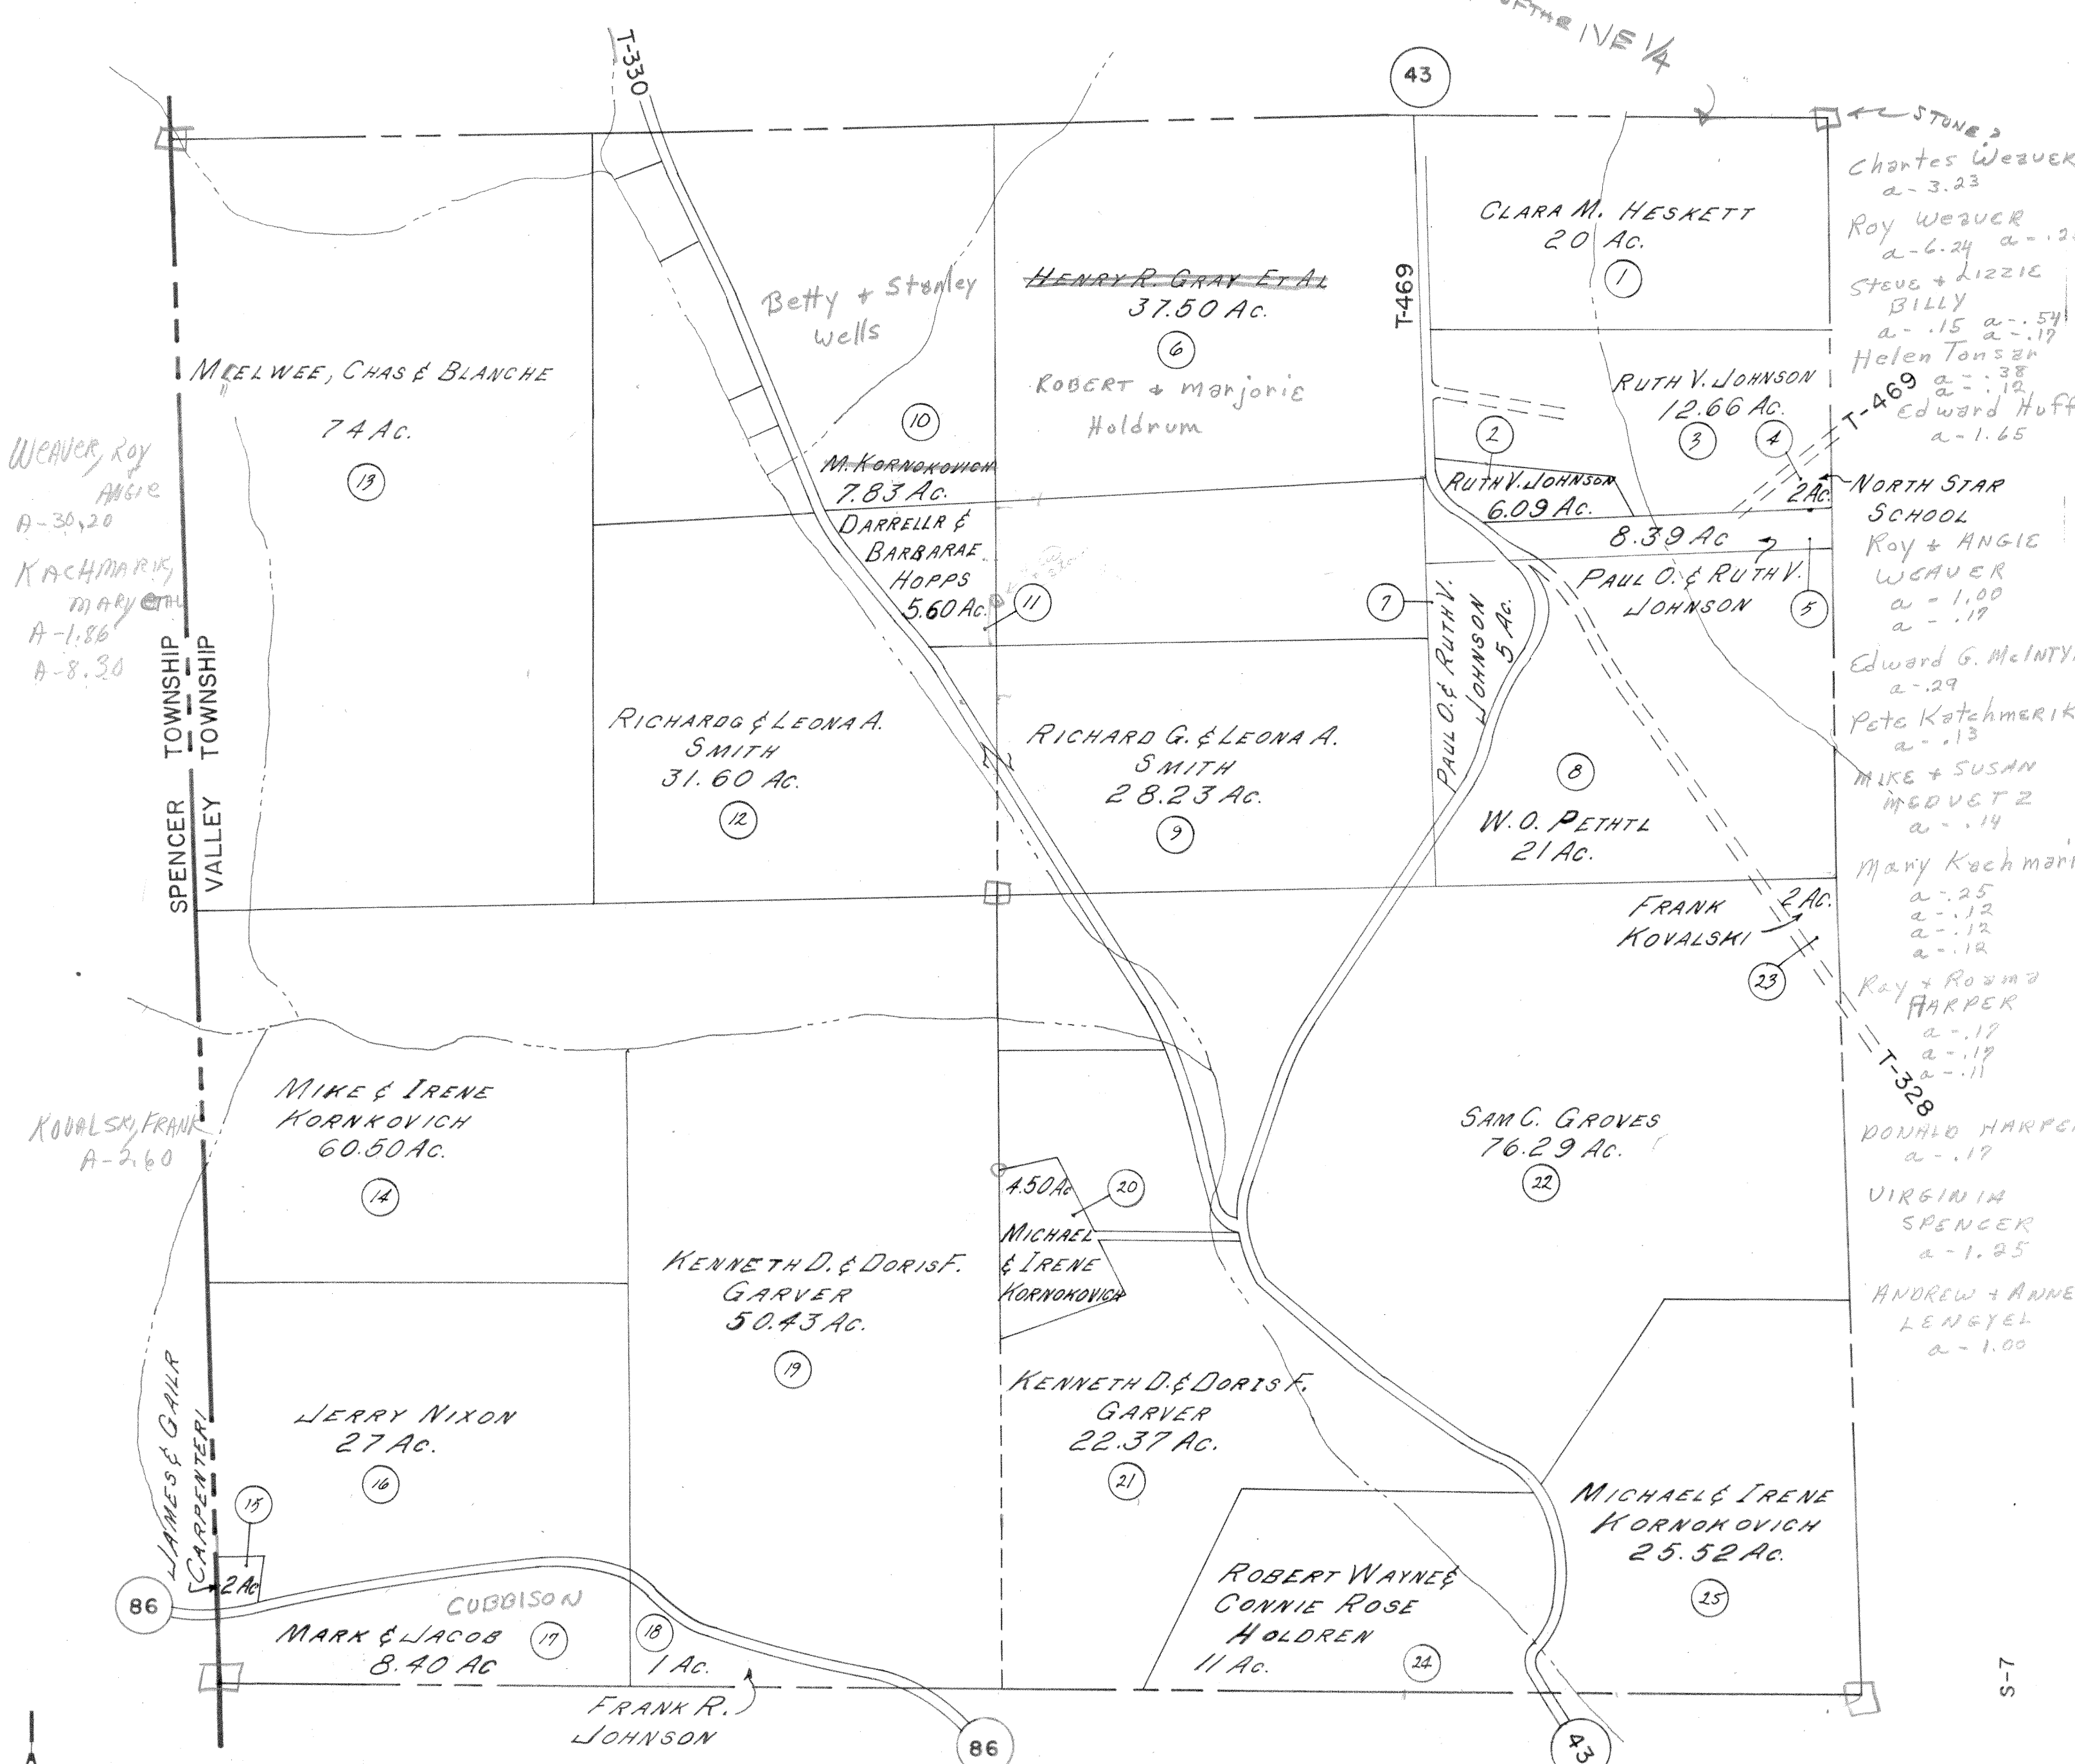 OF THE NE 1/4
T-330
43
STONE?
Charles Weaver
a-3.23
Roy Weaver
a-6.24
STEVE + LIZZIE
BILLY
a-.15 a-.54
a-.17
Helen Tonsar
a-.38
a-.12
Edward Huff
a-1.65
CLARA M. HESKETT
20 AC.
1
T-469
HENRY R. GRAY ET AL
37.50 AC.
6
ROBERT + Marjorie
Holdrum
Betty + Stanley
Wells
10
M. KORNOKOVICH
7.83 AC.
MCELWEE, CHAS & BLANCHE
74 AC.
13
WEAVER, ROY
ANGIE
A-30.20
KACHMARIK,
MARY ETAL
A-1.86
A-8.30
RUTH V. JOHNSON
12.66 AC.
3
4
T-469
2
RUTH V. JOHNSON
6.09 AC.
2 AC.
NORTH STAR
SCHOOL
8.39 AC
PAUL O. & RUTH V.
JOHNSON
5
DARRELL R &
BARBARA E.
HOPPS
5.60 AC.
11
7
PAUL O. & RUTH V.
JOHNSON
5 AC.
ROY + ANGIE
WEAVER
a-1.00
a-.17
Edward G. McINTY
a-.29
Pete Katchmerik
a-.13
MIKE + SUSAN
MEDVETZ
a-.14
Mary Kachmari
a-.25
a-.12
a-.12
a-.12
SPENCER TOWNSHIP
VALLEY TOWNSHIP
RICHARD G & LEONA A.
SMITH
31.60 AC.
12
RICHARD G. & LEONA A.
SMITH
28.23 AC.
9
8
W.O. PETHTL
21 AC.
FRANK
KOVALSKI
2 AC.
23
Ray + Roama
HARPER
a-.17
a-.17
a-.11
T-328
DONALD HARPE
a-.17
VIRGINIA
SPENCER
a-1.25
ANDREW + ANNE
LENGYEL
a-1.00
KOVALSKI, FRANK
A-2.60
MIKE & IRENE
KORNKOVICH
60.50 AC.
14
SAM C. GROVES
76.29 AC.
22
4.50 AC
20
MICHAEL
& IRENE
KORNOKOVICH
KENNETH D. & DORIS F.
GARVER
50.43 AC.
19
KENNETH D. & DORIS F.
GARVER
22.37 AC.
21
JERRY NIXON
27 AC.
16
JAMES & GAIL R
CARPENTERI
15
2 AC
86
CUBBISON
MARK & JACOB
8.40 AC
17
18
1 AC.
FRANK R.
JOHNSON
86
ROBERT WAYNE &
CONNIE ROSE
HOLDREN
11 AC.
24
MICHAEL & IRENE
KORNOKOVICH
25.52 AC.
25
43
S-7